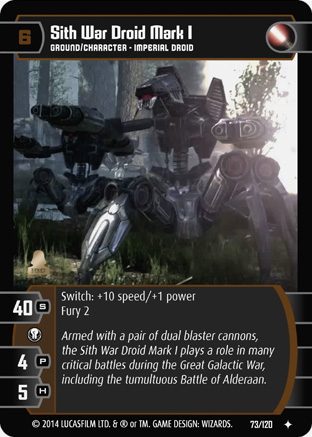 6 Sith War Droid Mark I
GROUND/CHARACTER - IMPERIAL DROID
40 S
Switch: +10 speed/+1 power
Fury 2
4 P
5 H
Armed with a pair of dual blaster cannons,
the Sith War Droid Mark I plays a role in many
critical battles during the Great Galactic War,
including the tumultuous Battle of Alderaan.
© 2014 LUCASFILM LTD. & ® or TM. GAME DESIGN: WIZARDS. 73/120